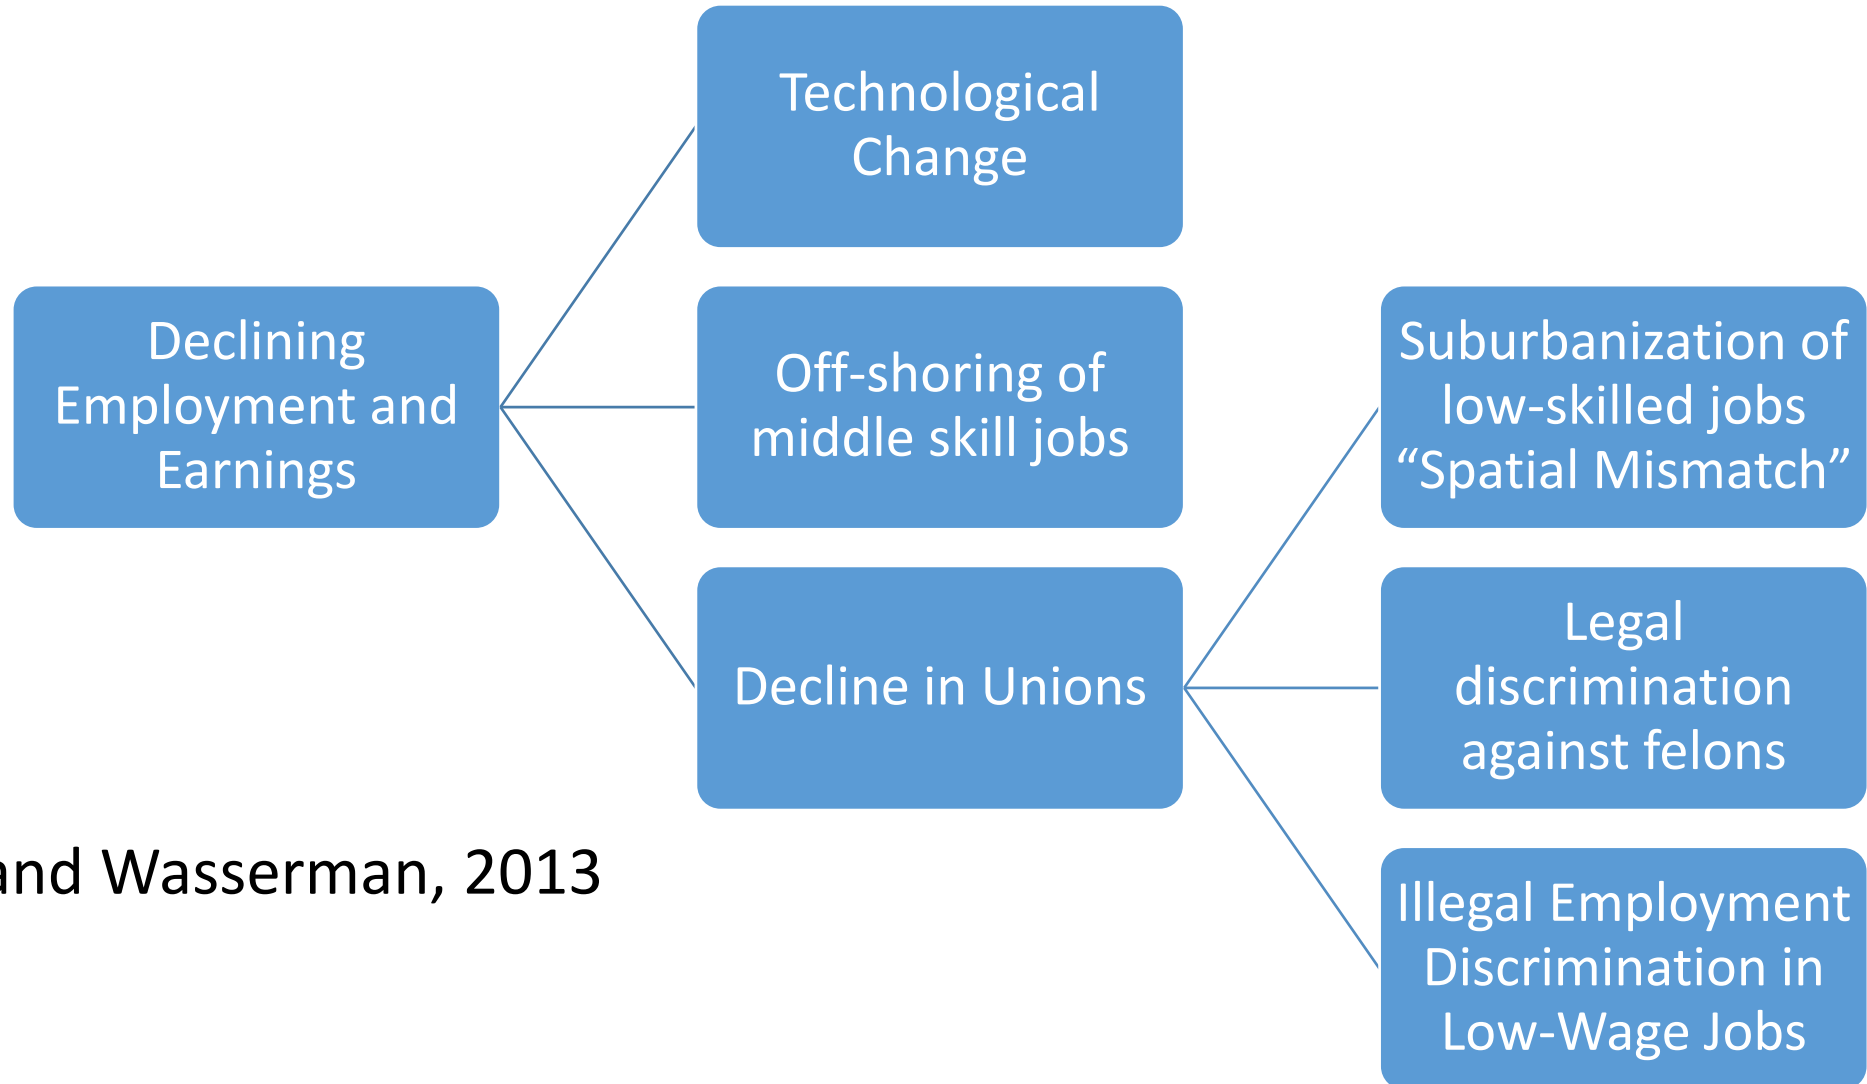 Technological
Change
Declining
Employment and
Earnings
Off-shoring of
middle skill jobs
Suburbanization of
low-skilled jobs
“Spatial Mismatch”
Decline in Unions
Legal
discrimination
against felons
and Wasserman, 2013
Illegal Employment
Discrimination in
Low-Wage Jobs